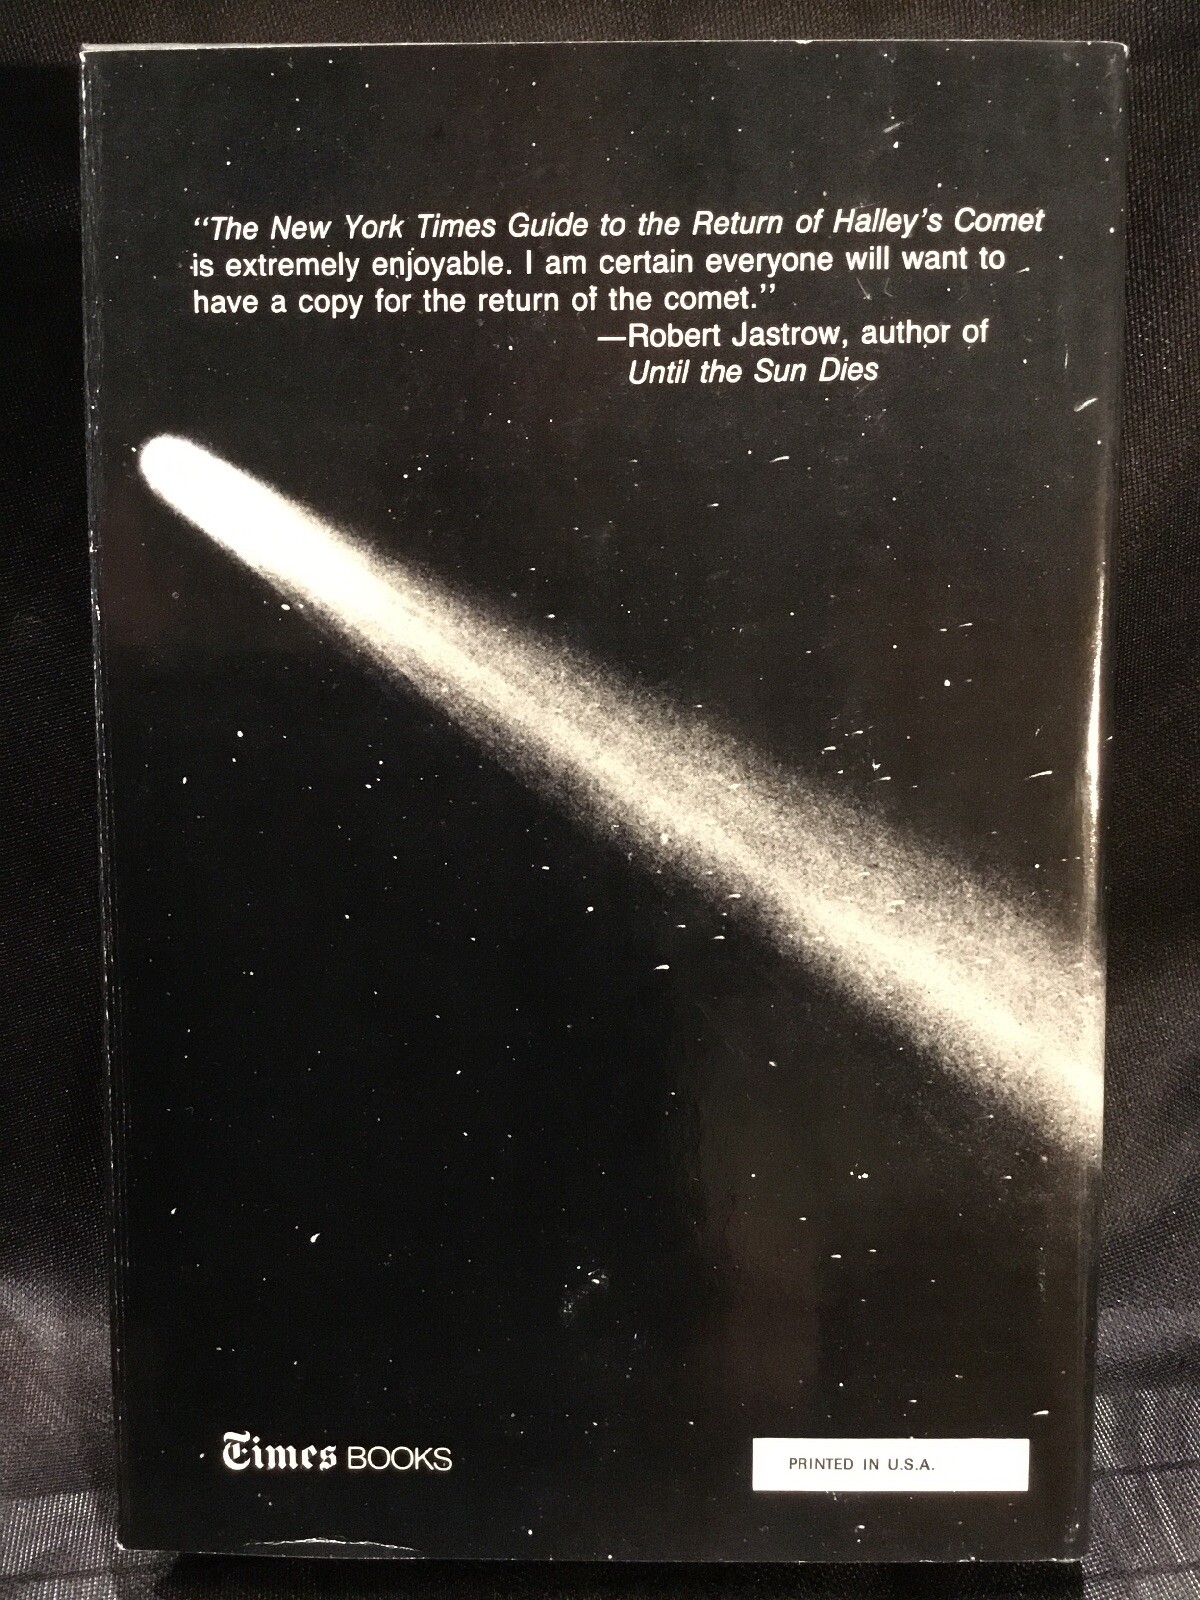 “The New York Times Guide to the Return of Halley’s Comet
is extremely enjoyable. I am certain everyone will want to
have a copy for the return of the comet.”
—Robert Jastrow, author of
Until the Sun Dies
Times BOOKS
PRINTED IN U.S.A.